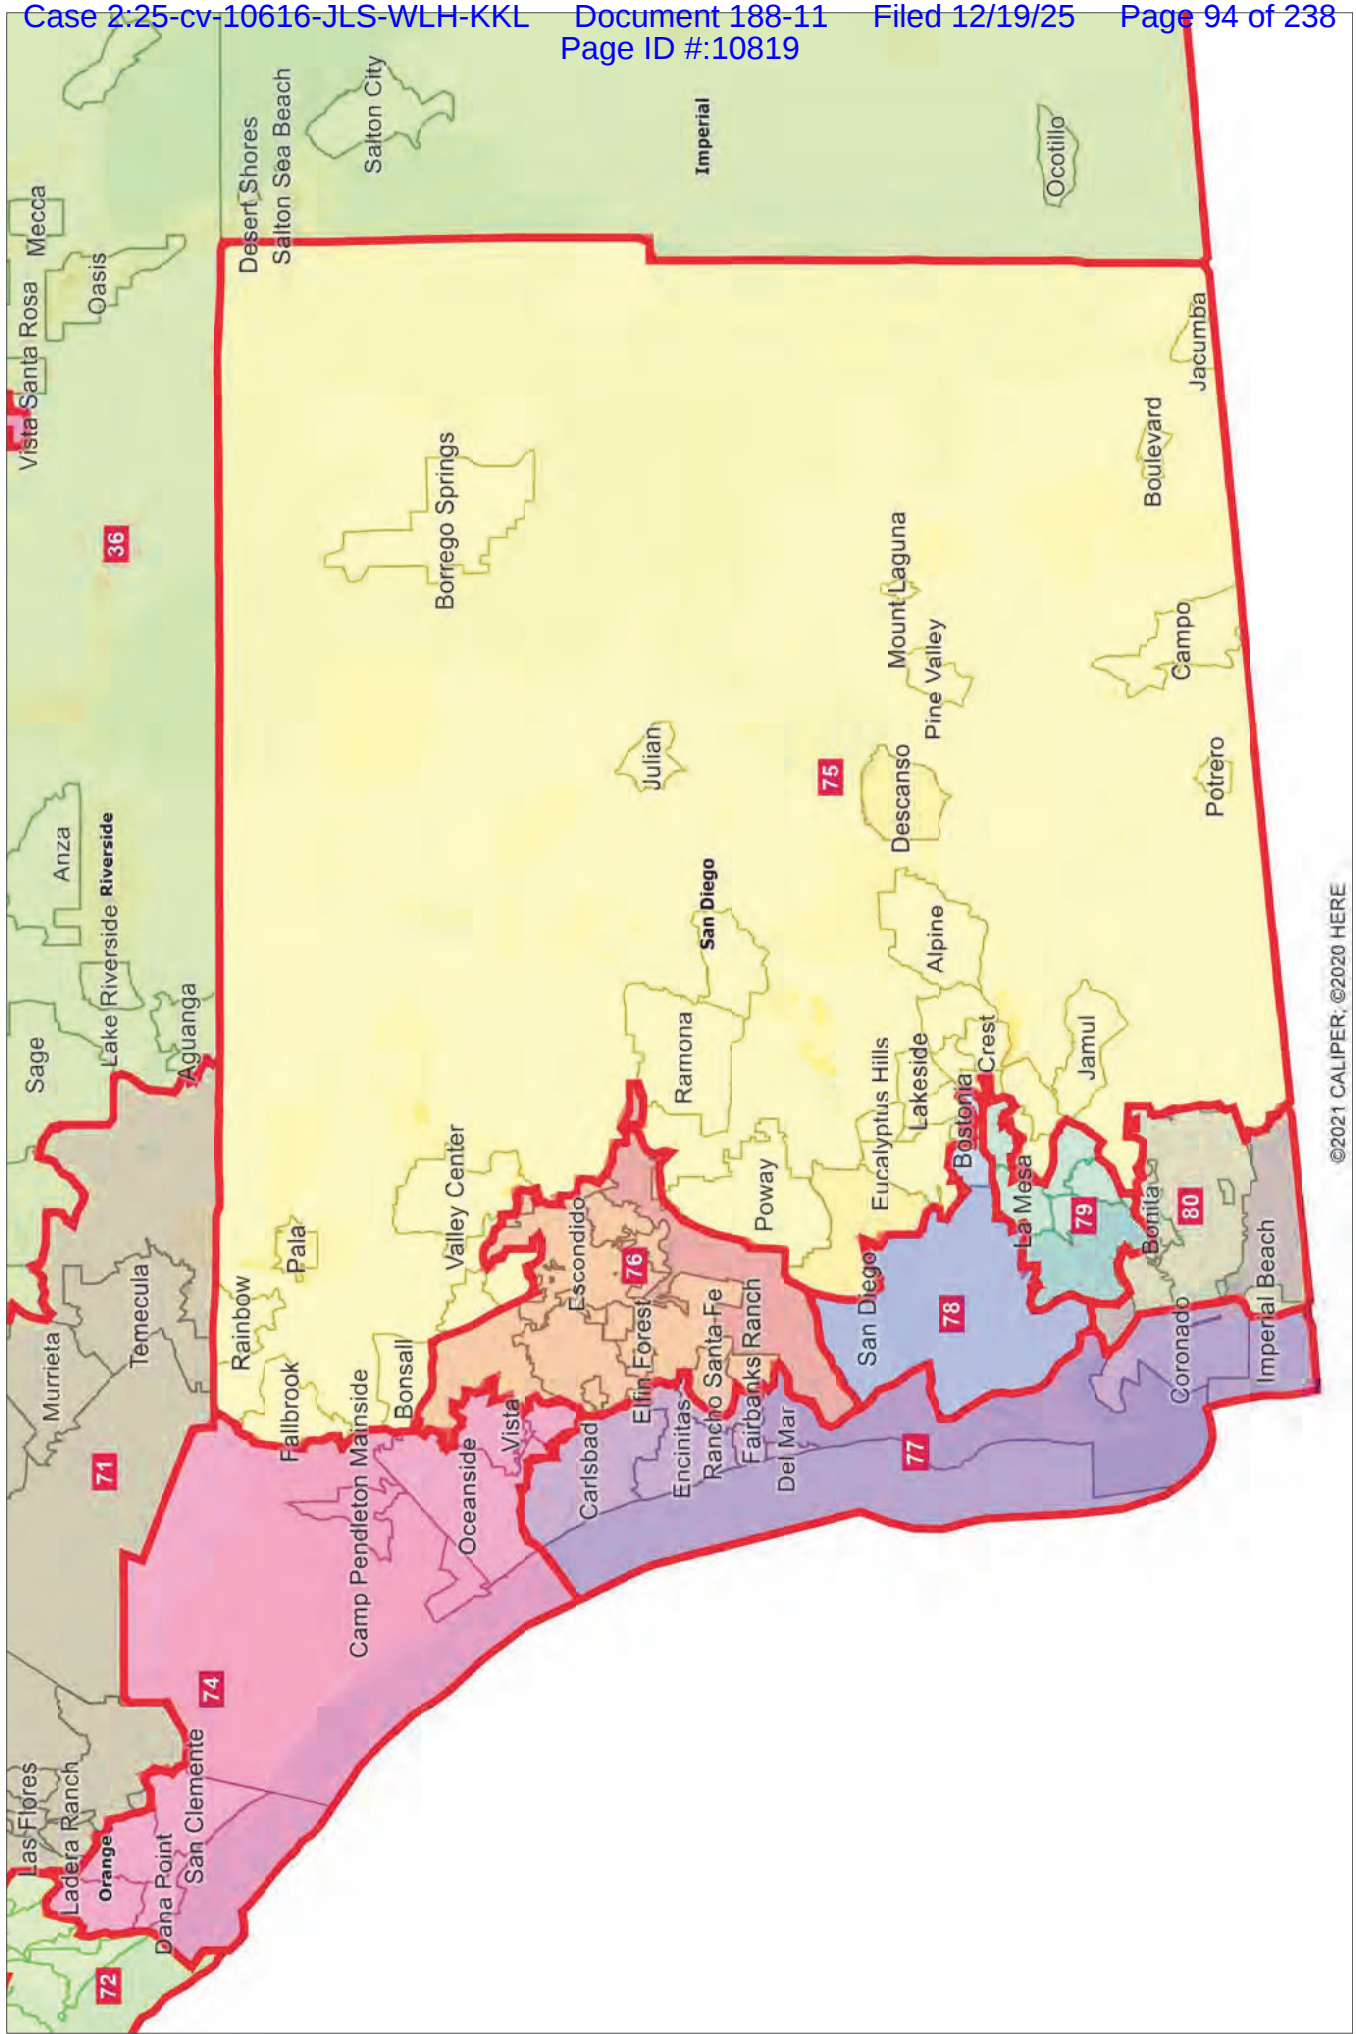 Case 2:25-cv-10616-JLS-WLH-KKL Document 188-11 Filed 12/19/25 Page 94 of 238
Page ID #:10819
Las Flores
Ladera Ranch
Orange
72
Dana Point
San Clemente
74
71
Murrieta
Temecula
Sage
Lake Riverside
Riverside
Aguanga
Anza
36
Vista Santa Rosa
Mecca
Oasis
Desert Shores
Salton Sea Beach
Salton City
Imperial
Ocotillo
Rainbow
Pala
Fallbrook
Camp Pendleton Mainside
Bonsall
Valley Center
Borrego Springs
Oceanside
Vista
Carlsbad
Escondido
76
Elfin Forest
Encinitas
Rancho Santa Fe
Fairbanks Ranch
Del Mar
Julian
Ramona
San Diego
Poway
75
San Diego
Eucalyptus Hills
Lakeside
Alpine
Descanso
Mount Laguna
Pine Valley
77
78
Bostonia
Crest
La Mesa
79
Jamul
Bonita
80
Coronado
Imperial Beach
Potrero
Campo
Boulevard
Jacumba
©2021 CALIPER; ©2020 HERE